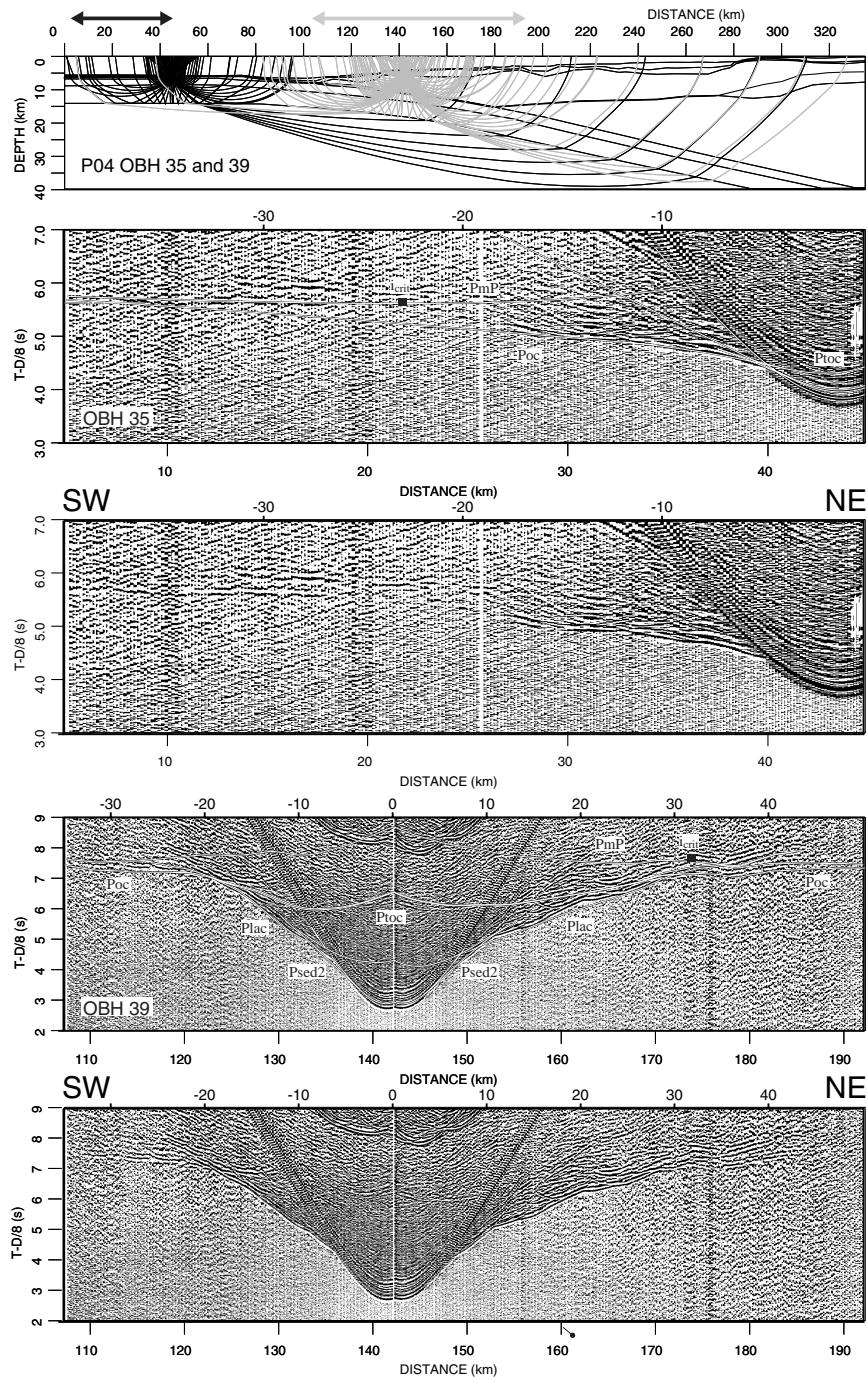 DISTANCE (km)
0 20 40 60 80 100 120 140 160 180 200 220 240 260 280 300 320
DEPTH (km)
0
10
20
30
40
P04 OBH 35 and 39
-30 -20 -10
T-D/8 (s)
7.0
6.0
5.0
4.0
3.0
lcrit
PmP
Poc
Ptoc
OBH 35
10 20 30 40
DISTANCE (km)
SW NE
-30 -20 -10
T-D/8 (s)
7.0
6.0
5.0
4.0
3.0
10 20 30 40
DISTANCE (km)
-30 -20 -10 0 10 20 30 40
T-D/8 (s)
9
8
7
6
5
4
3
2
PmP
lcrit
Poc
Poc
Plac
Ptoc
Plac
Psed2
Psed2
OBH 39
110 120 130 140 150 160 170 180 190
DISTANCE (km)
SW NE
-20 -10 0 10 20 30 40
T-D/8 (s)
9
8
7
6
5
4
3
2
110 120 130 140 150 160 170 180 190
DISTANCE (km)